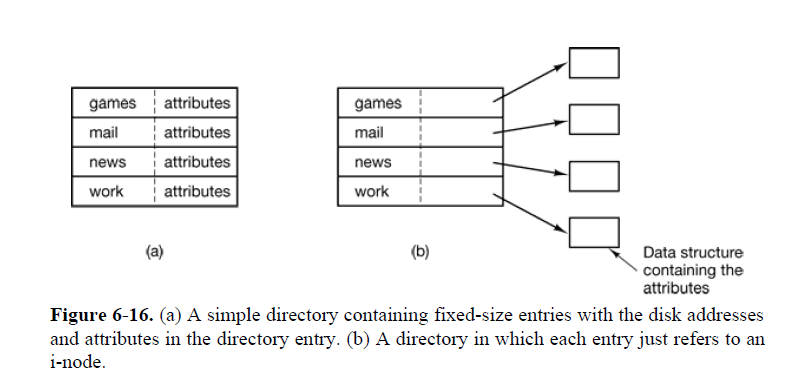 games attributes
mail attributes
news attributes
work attributes
(a)
games
mail
news
work
(b)
Data structure
containing the
attributes
Figure 6-16. (a) A simple directory containing fixed-size entries with the disk addresses
and attributes in the directory entry. (b) A directory in which each entry just refers to an
i-node.